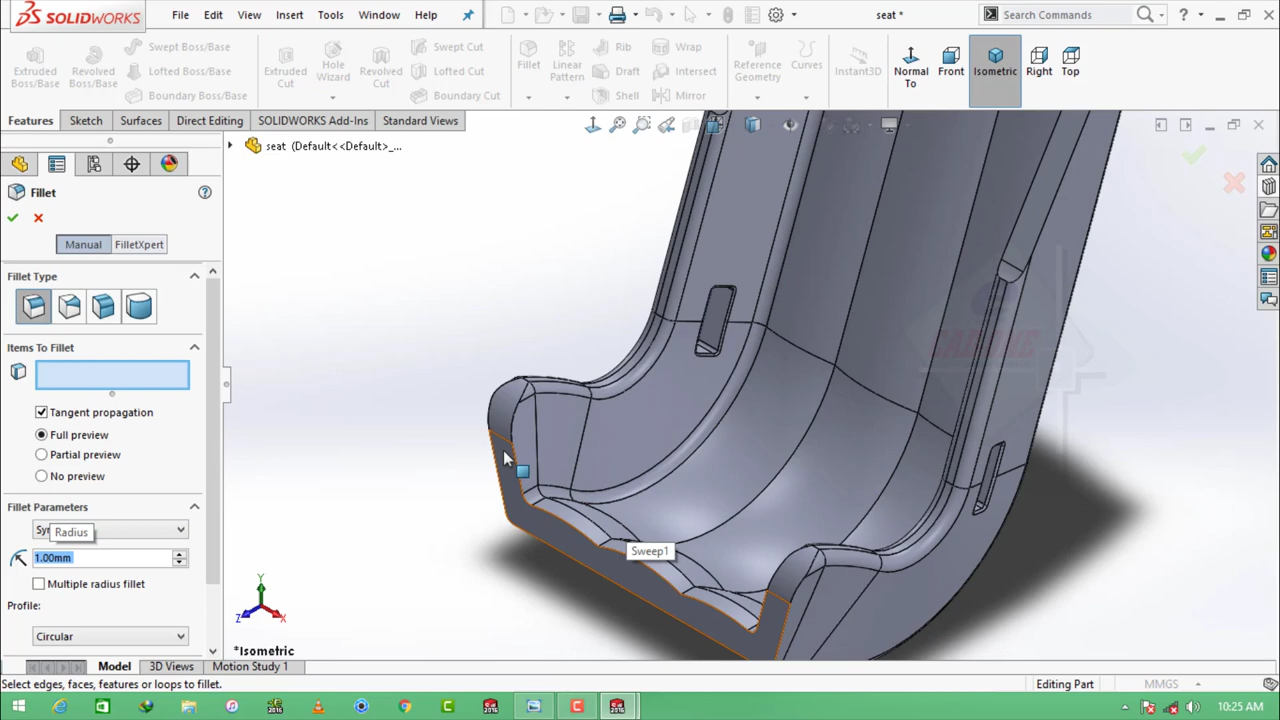 SOLIDWORKS
File Edit View Insert Tools Window Help
seat *
Search Commands
Extruded Boss/Base
Revolved Boss/Base
Swept Boss/Base
Lofted Boss/Base
Boundary Boss/Base
Extruded Cut
Hole Wizard
Revolved Cut
Swept Cut
Lofted Cut
Boundary Cut
Fillet
Linear Pattern
Rib
Draft
Shell
Wrap
Intersect
Mirror
Reference Geometry
Curves
Instant3D
Normal To
Front
Isometric
Right
Top
Features Sketch Surfaces Direct Editing SOLIDWORKS Add-Ins Standard Views
seat (Default<<Default>_...
Fillet
Manual FilletXpert
Fillet Type
Items To Fillet
Tangent propagation
Full preview
Partial preview
No preview
Fillet Parameters
Radius
1.00mm
Multiple radius fillet
Profile:
Circular
Sweep1
Y
Z
X
*Isometric
Model 3D Views Motion Study 1
Select edges, faces, features or loops to fillet.
Editing Part
MMGS
2016
2016
2016
10:25 AM